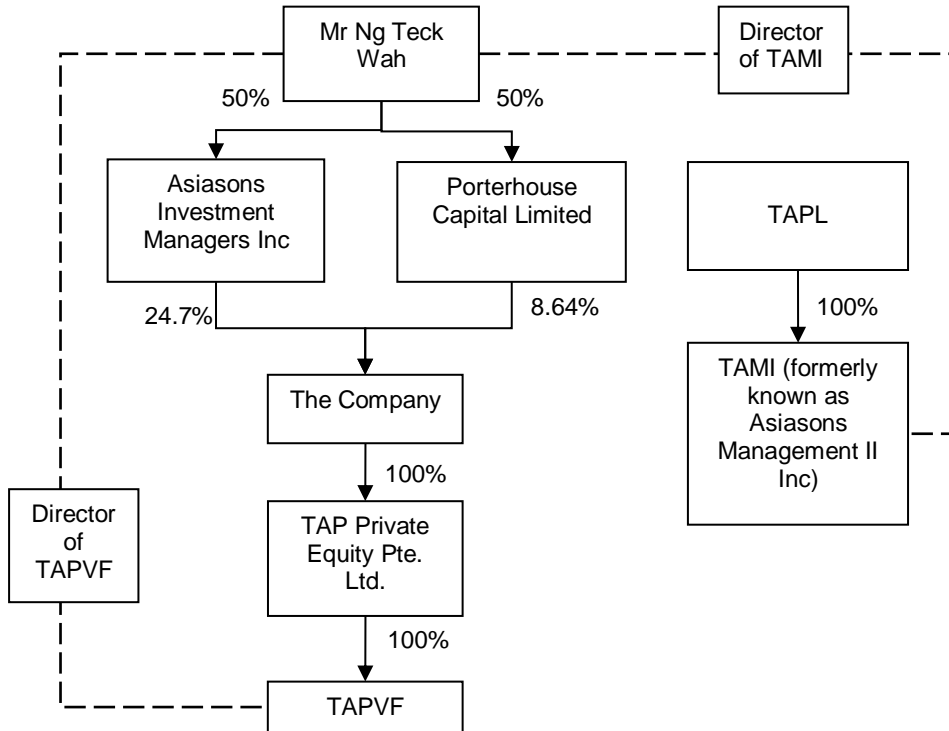 Mr Ng Teck
Wah
Director
of TAMI
50%
50%
Asiasons
Investment
Managers Inc
Porterhouse
Capital Limited
TAPL
24.7%
8.64%
100%
The Company
TAMI (formerly
known as
Asiasons
Management II
Inc)
100%
Director
of
TAPVF
TAP Private
Equity Pte.
Ltd.
100%
TAPVF